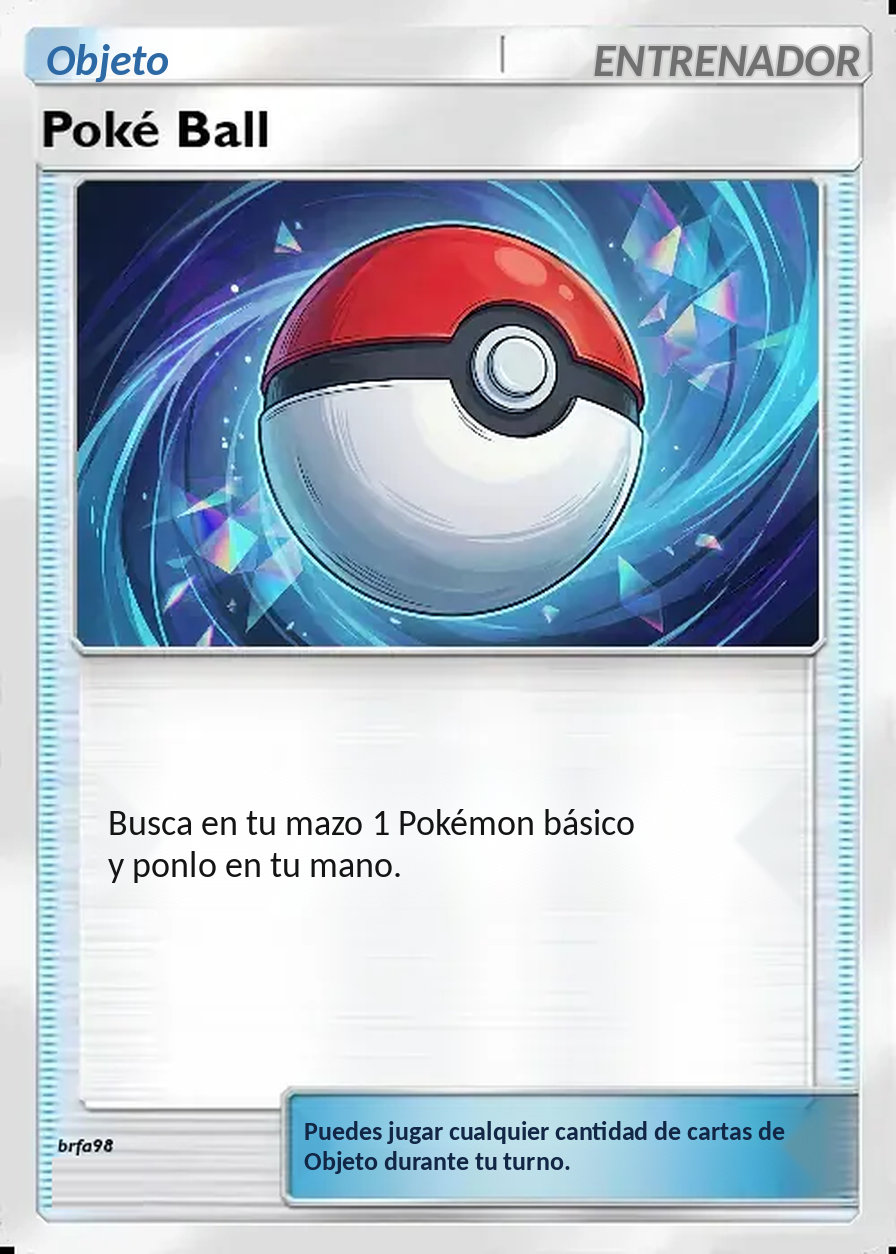 Objeto
ENTRENADOR
Poké Ball
Busca en tu mazo 1 Pokémon básico
y ponlo en tu mano.
Puedes jugar cualquier cantidad de cartas de
Objeto durante tu turno.
brfa98